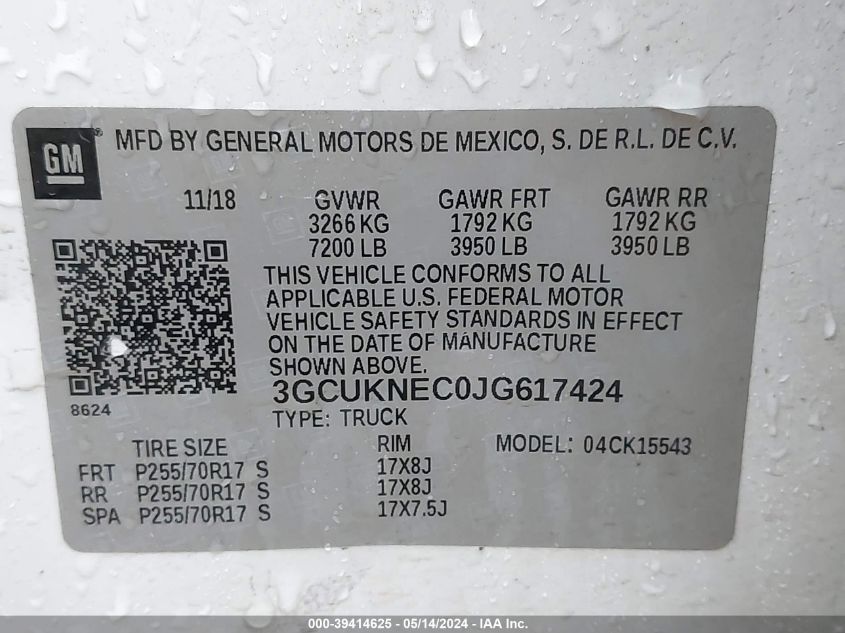 GM ® MFD BY GENERAL MOTORS DE MEXICO, S. DE R.L. DE C.V.
11/18 GVWR GAWR FRT GAWR RR
3266 KG 1792 KG 1792 KG
7200 LB 3950 LB 3950 LB
THIS VEHICLE CONFORMS TO ALL
APPLICABLE U.S. FEDERAL MOTOR
VEHICLE SAFETY STANDARDS IN EFFECT
ON THE DATE OF MANUFACTURE
SHOWN ABOVE.
3GCUKNEC0JG617424
8624
TYPE: TRUCK
TIRE SIZE RIM MODEL: 04CK15543
FRT P255/70R17 S 17X8J
RR P255/70R17 S 17X8J
SPA P255/70R17 S 17X7.5J
000-39414625 - 05/14/2024 - IAA Inc.